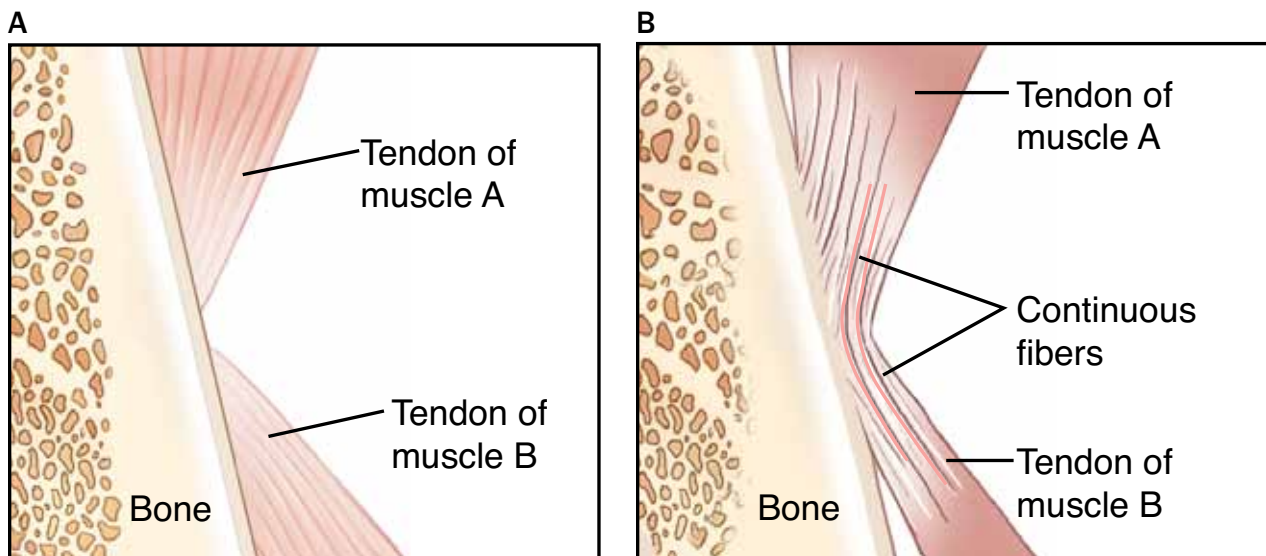 A
Tendon of
muscle A
Tendon of
muscle B
Bone
B
Tendon of
muscle A
Continuous
fibers
Tendon of
muscle B
Bone